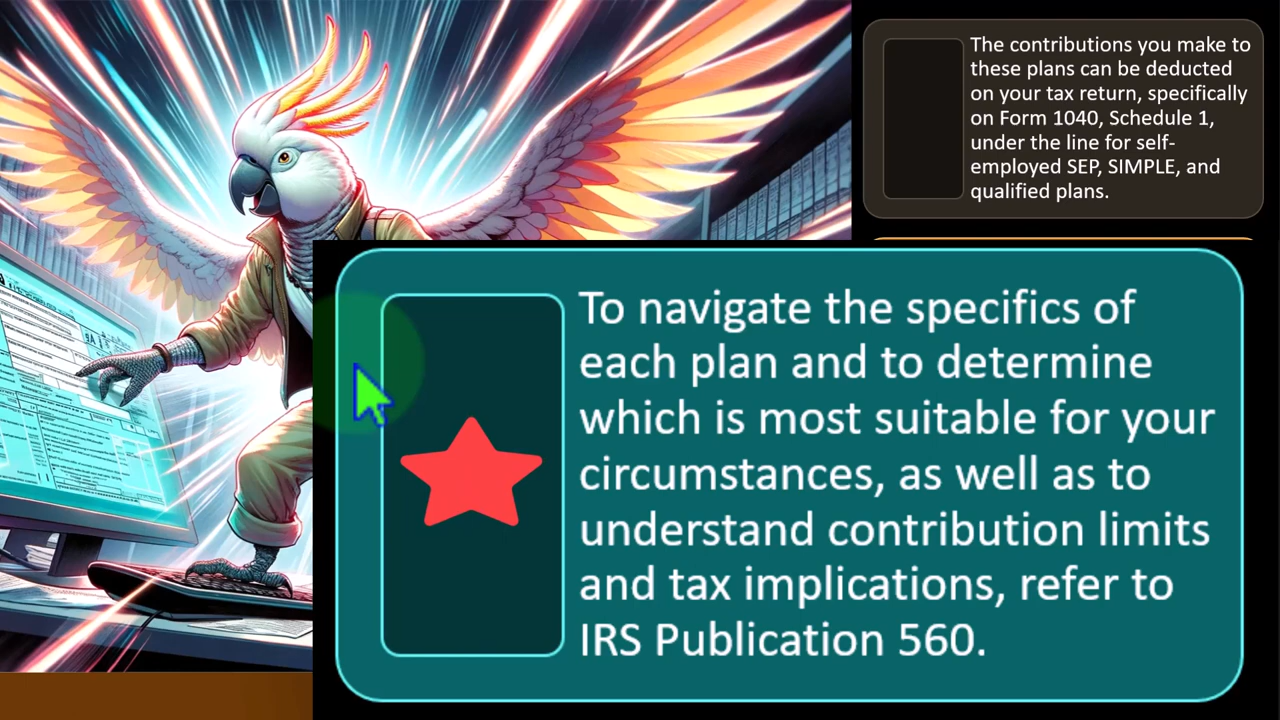 The contributions you make to
these plans can be deducted
on your tax return, specifically
on Form 1040, Schedule 1,
under the line for self-
employed SEP, SIMPLE, and
qualified plans.
To navigate the specifics of
each plan and to determine
which is most suitable for your
circumstances, as well as to
understand contribution limits
and tax implications, refer to
IRS Publication 560.